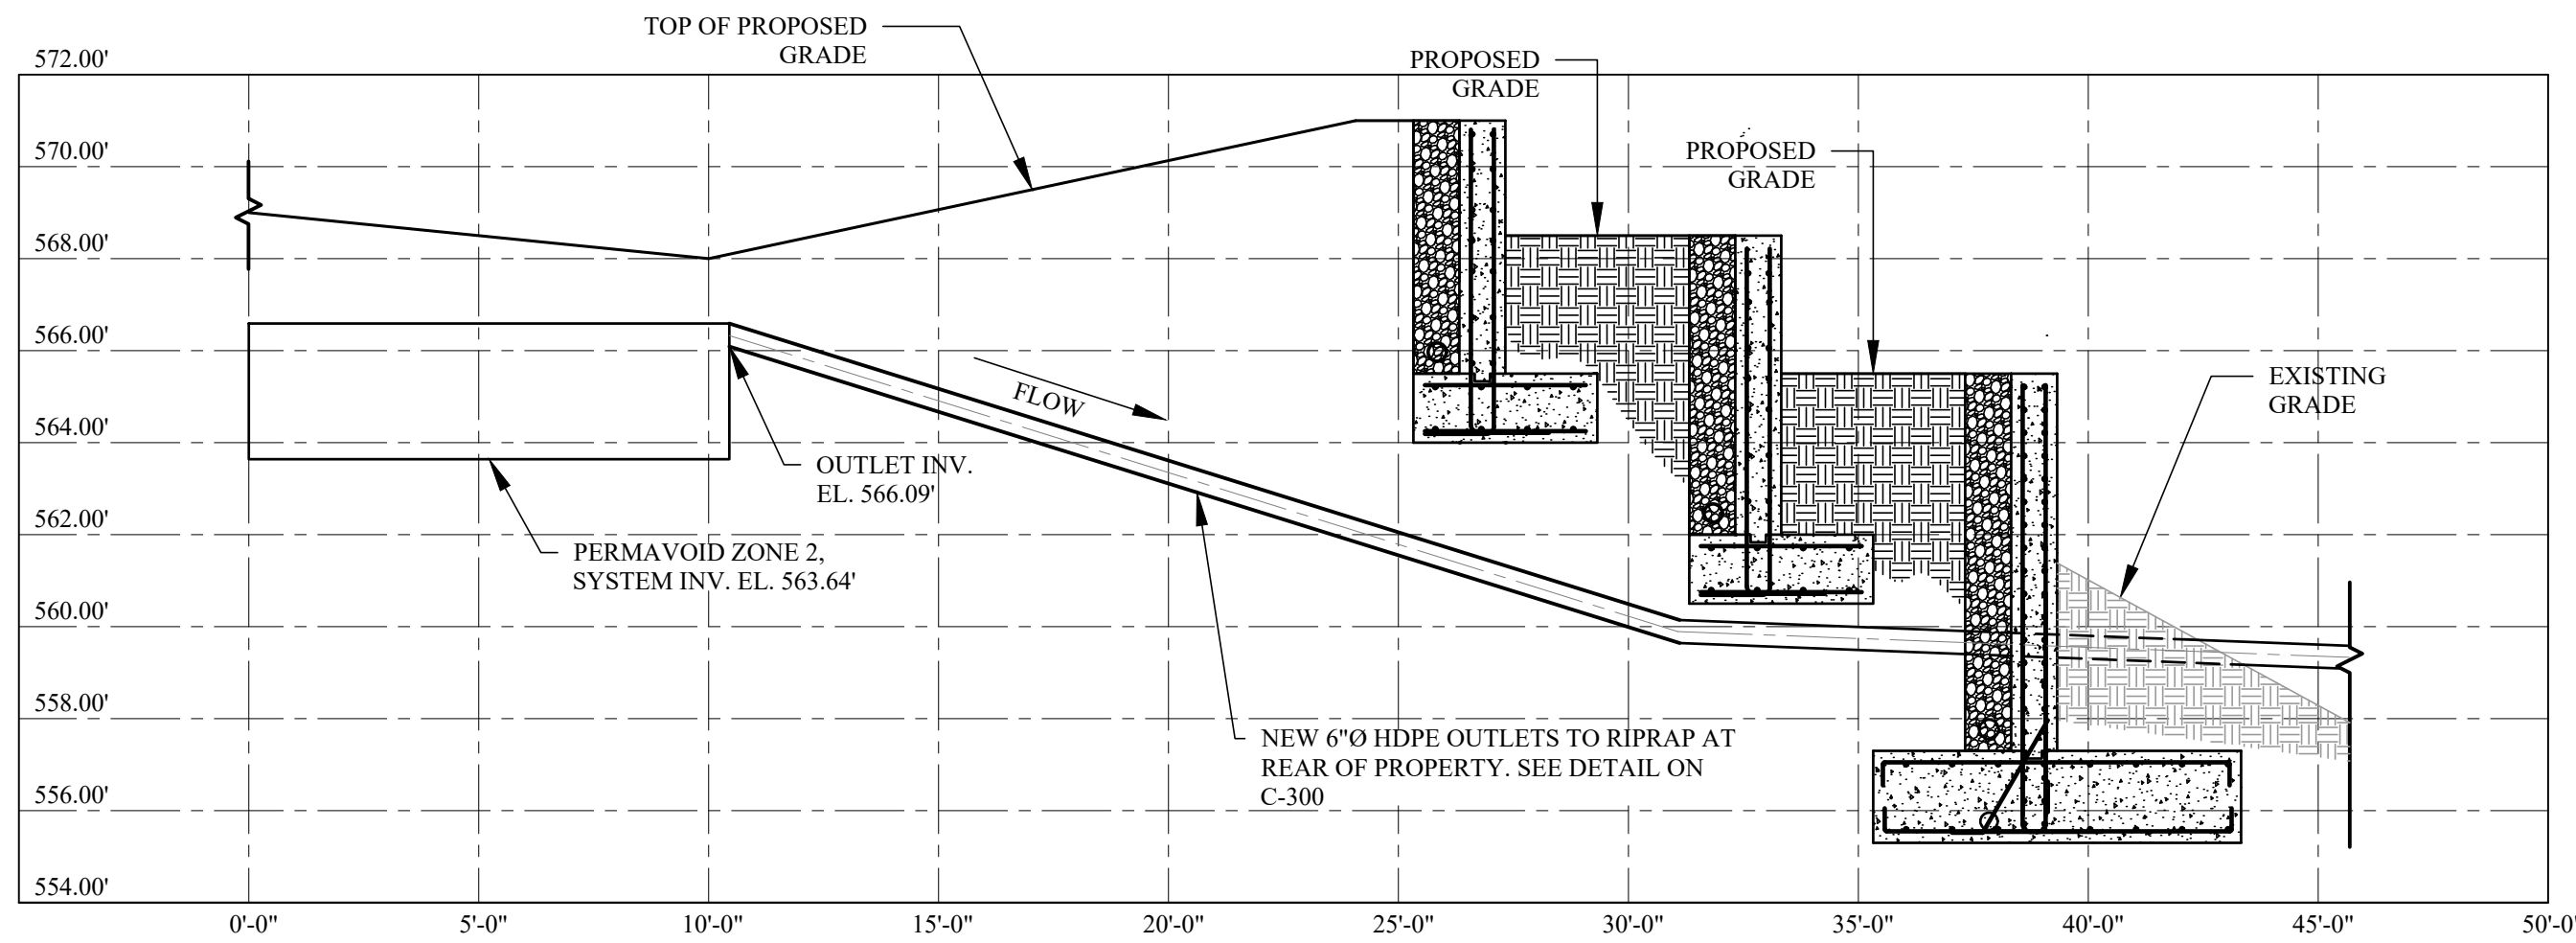 TOP OF PROPOSED
GRADE
PROPOSED
GRADE
PROPOSED
GRADE
572.00'
570.00'
568.00'
566.00'
564.00'
562.00'
560.00'
558.00'
556.00'
554.00'
FLOW
EXISTING
GRADE
OUTLET INV.
EL. 566.09'
PERMAVOID ZONE 2,
SYSTEM INV. EL. 563.64'
NEW 6"Ø HDPE OUTLETS TO RIPRAP AT
REAR OF PROPERTY. SEE DETAIL ON
C-300
0'-0" 5'-0" 10'-0" 15'-0" 20'-0" 25'-0" 30'-0" 35'-0" 40'-0" 45'-0" 50'-0"